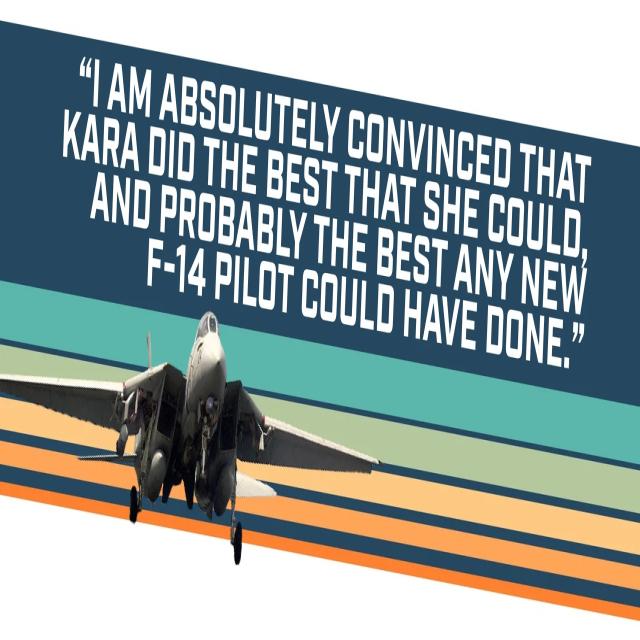 “I AM ABSOLUTELY CONVINCED THAT
KARA DID THE BEST THAT SHE COULD,
AND PROBABLY THE BEST ANY NEW
F-14 PILOT COULD HAVE DONE.”